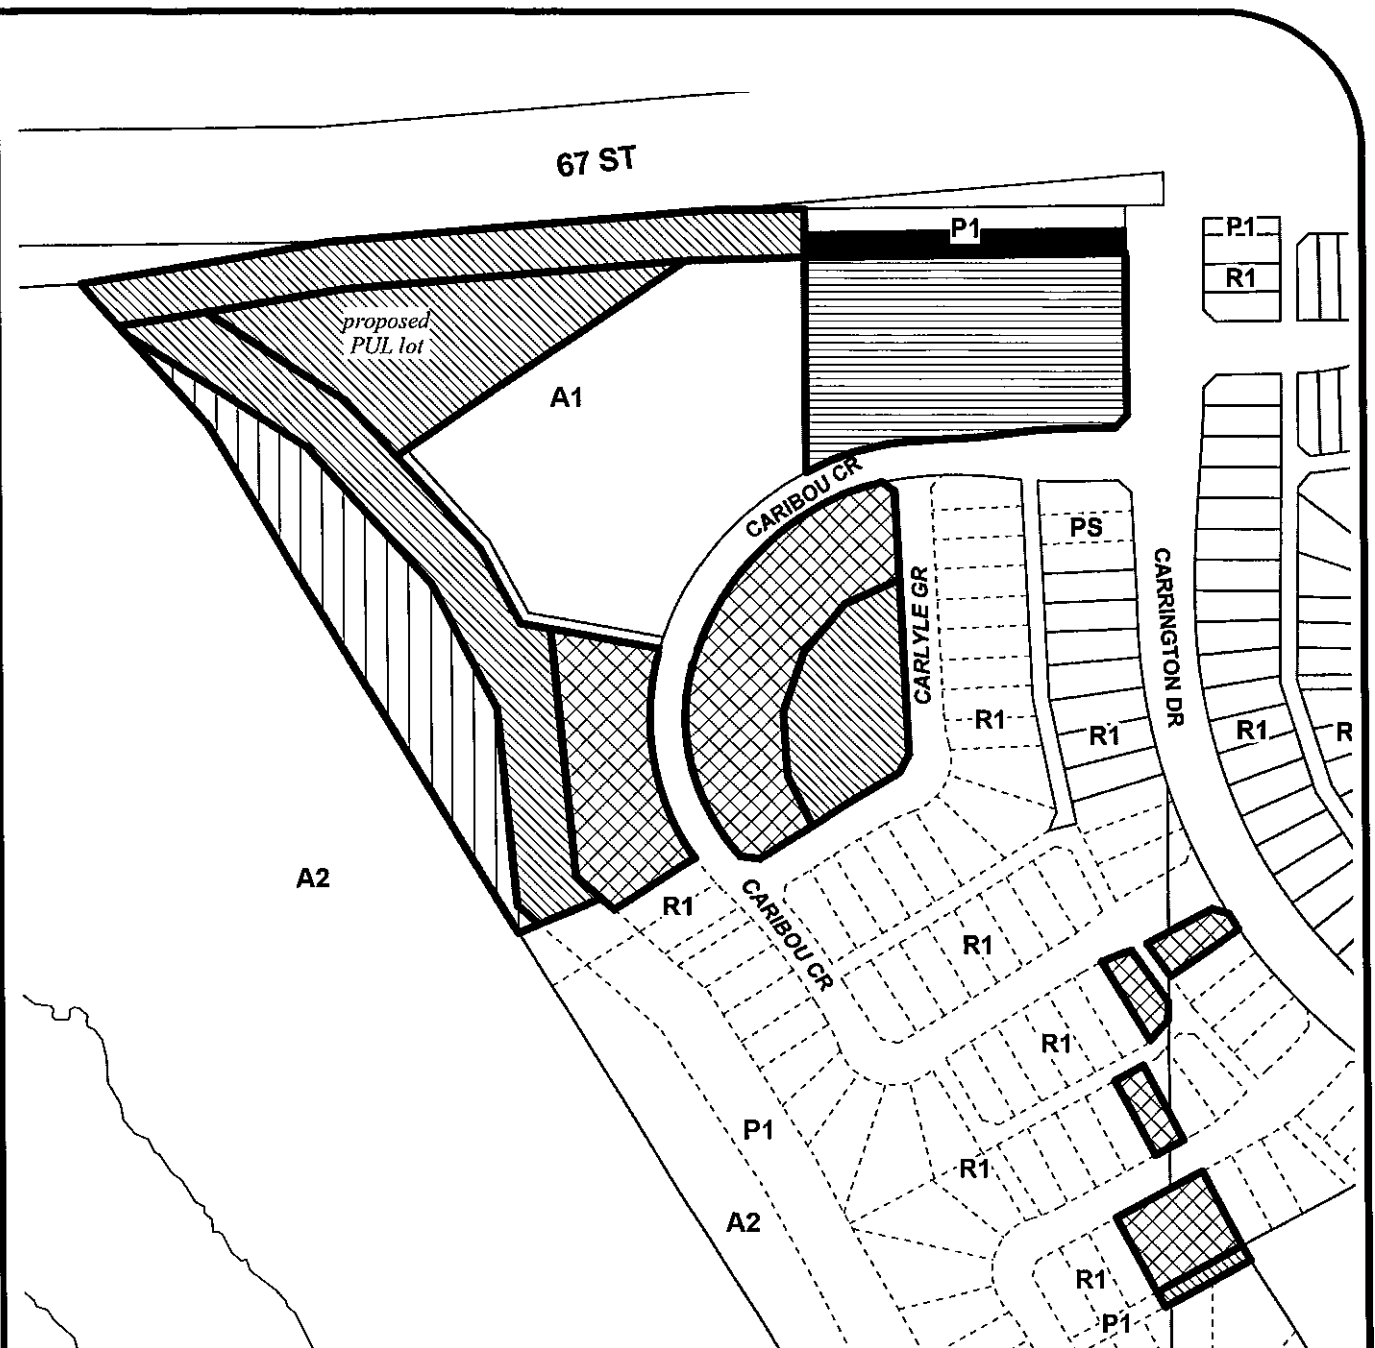 67 ST
P1
P1
R1
proposed
PUL lot
A1
CARIBOU CR
PS
CARLYLE GR
CARRINGTON DR
R1
R1
R1
R
A2
R1
CARIBOU CR
R1
R1
P1
R1
A2
R1
P1